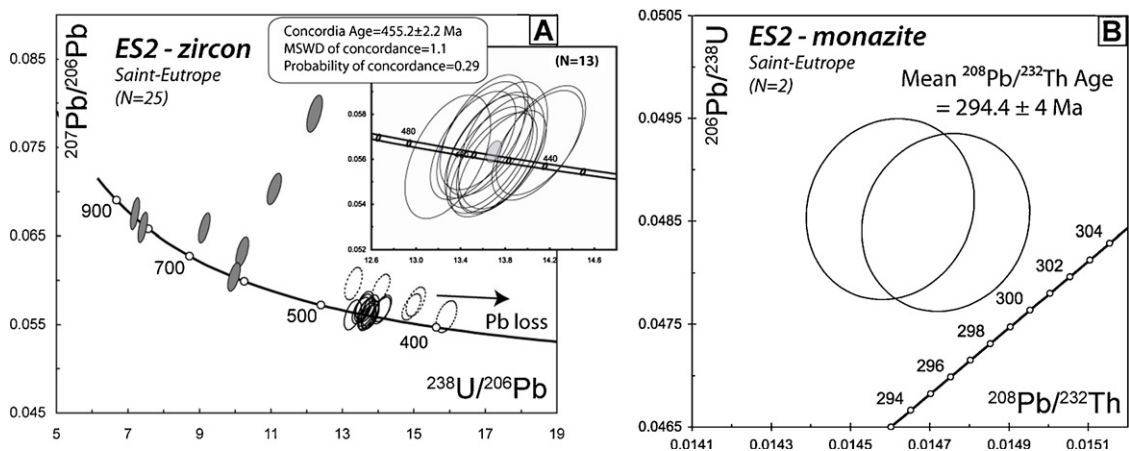 A
ES2 - zircon
Saint-Eutrope
(N=25)
207Pb/206Pb
Concordia Age=455.2±2.2 Ma
MSWD of concordance=1.1
Probability of concordance=0.29
(N=13)
0.058
0.056
0.054
0.052
480
440
12.6 13.0 13.4 13.8 14.2 14.6
0.085
0.075
0.065
0.055
0.045
900
700
500
400
Pb loss
238U/206Pb
5 7 9 11 13 15 17 19
B
ES2 - monazite
Saint-Eutrope
(N=2)
206Pb/238U
Mean 208Pb/232Th Age
= 294.4 ± 4 Ma
0.0505
0.0495
0.0485
0.0475
0.0465
304
302
300
298
296
294
208Pb/232Th
0.0141 0.0143 0.0145 0.0147 0.0149 0.0151